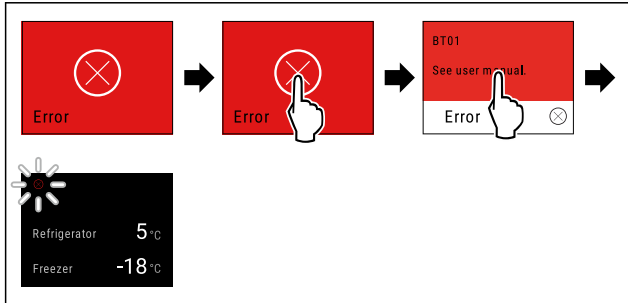 Error
Error
BT01
See user manual.
Error
Refrigerator 5 °C
Freezer -18 °C